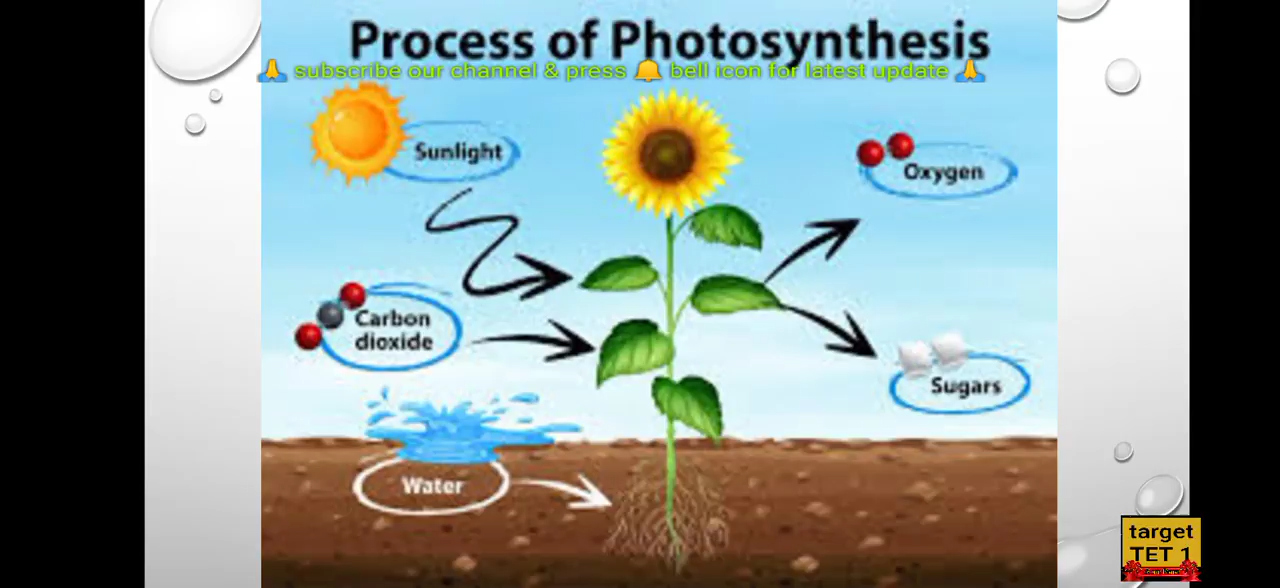 Process of Photosynthesis
🙏 subscribe our channel & press 🔔 bell icon for latest update 🙏
Sunlight
Oxygen
Carbon
dioxide
Sugars
Water
target
TET 1